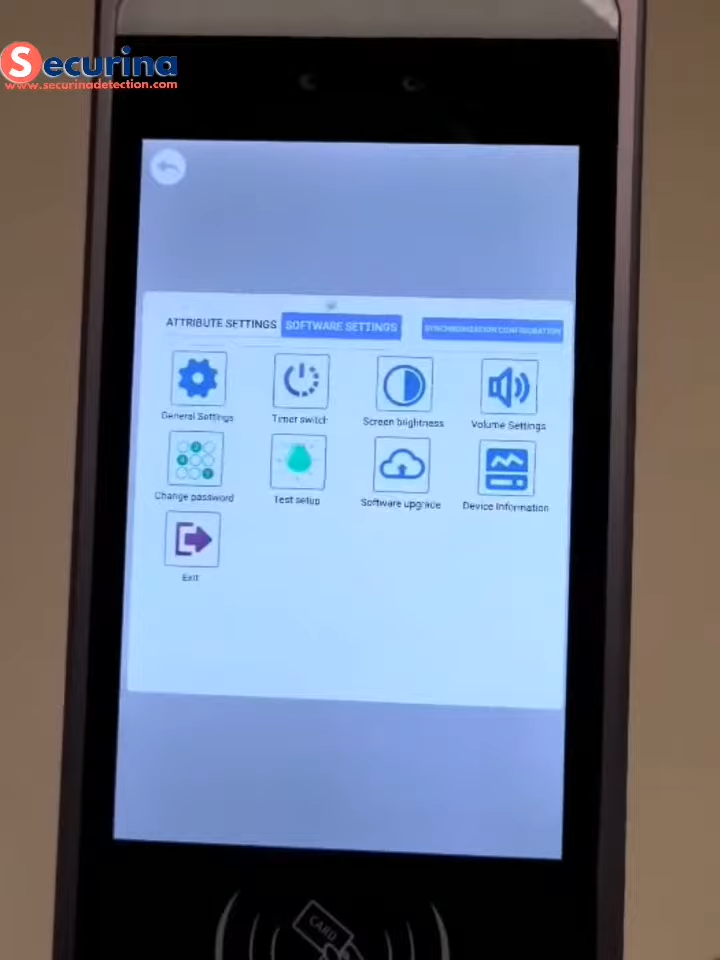 Securina
www.securinadetection.com
ATTRIBUTE SETTINGS SOFTWARE SETTINGS SYNCHRONIZATION CONFIGURATION
General Settings Timer switch Screen brightness Volume Settings
Change password Test setup Software upgrade Device Information
Exit
CARD